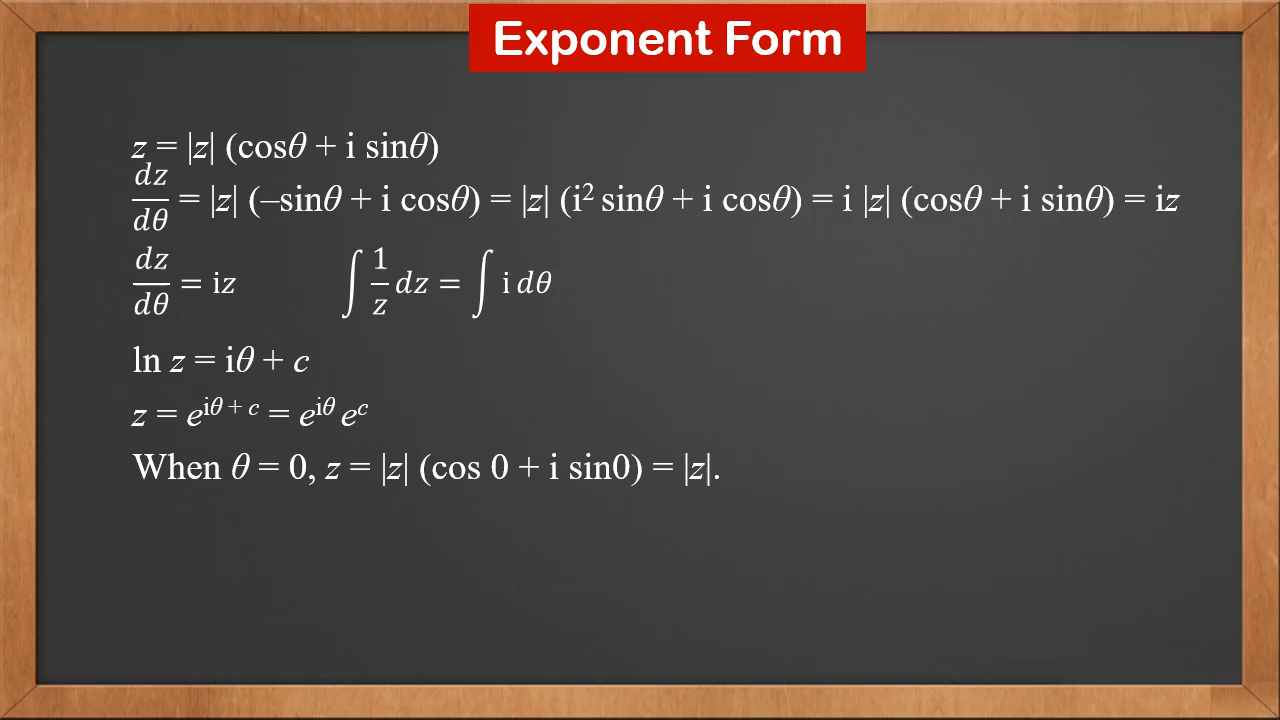 Exponent Form
z = |z| (cosθ + i sinθ)
dz/dθ = |z| (–sinθ + i cosθ) = |z| (i² sinθ + i cosθ) = i |z| (cosθ + i sinθ) = iz
dz/dθ = iz ∫ 1/z dz = ∫ i dθ
ln z = iθ + c
z = e^(iθ + c) = e^(iθ) e^c
When θ = 0, z = |z| (cos 0 + i sin0) = |z|.